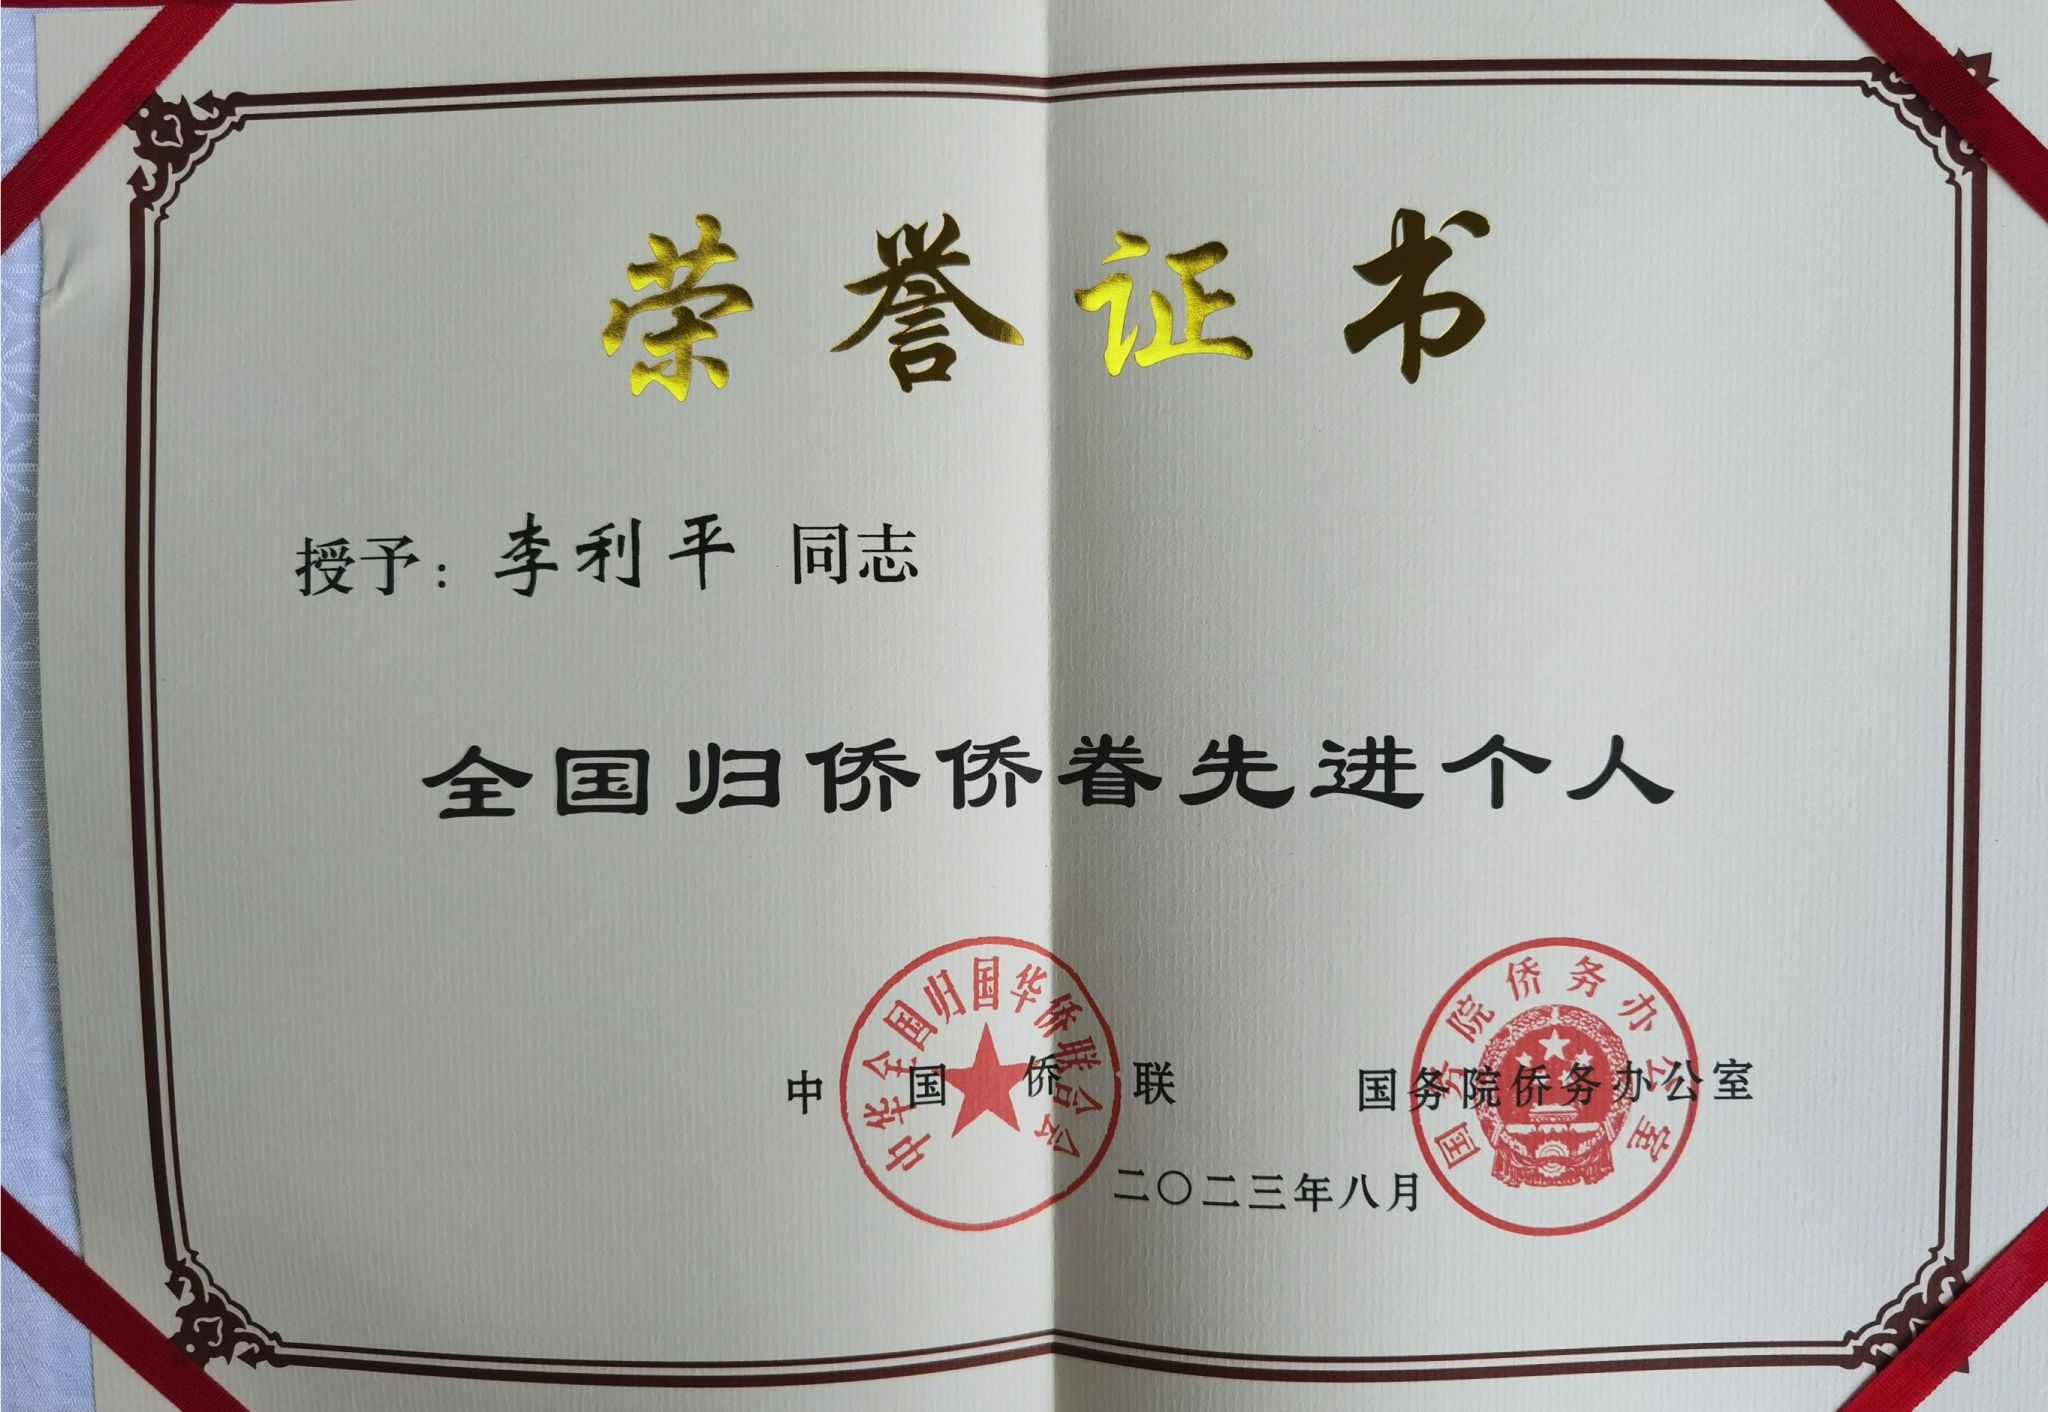 荣誉证书
授予：李利平 同志
全国归侨侨眷先进个人
中华全国归国华侨联合会
国务院侨务办公室
中国侨联 国务院侨务办公室
二〇二三年八月